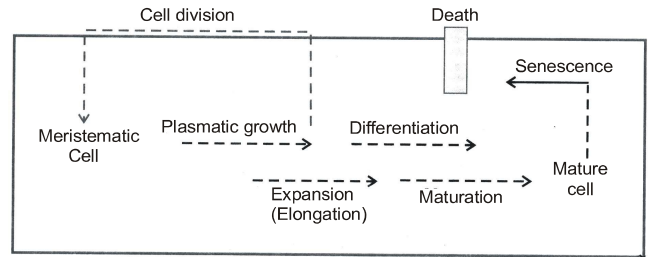 Cell division
Death
Senescence
Plasmatic growth
Differentiation
Meristematic
Cell
Mature
cell
Expansion
(Elongation)
Maturation